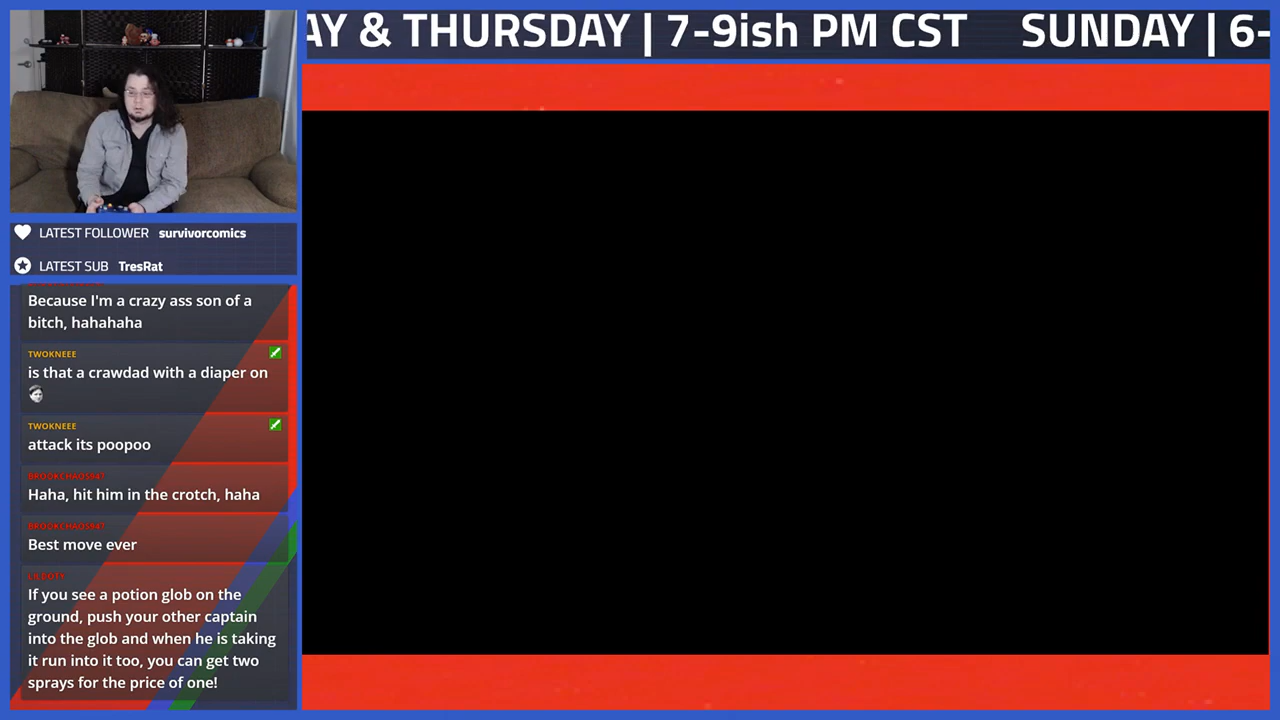 AY & THURSDAY | 7-9ish PM CST SUNDAY | 6-
LATEST FOLLOWER survivorcomics
LATEST SUB TresRat
Because I'm a crazy ass son of a
bitch, hahahaha
TWOKNEEE
is that a crawdad with a diaper on
TWOKNEEE
attack its poopoo
BROOKCHAOS947
Haha, hit him in the crotch, haha
BROOKCHAOS947
Best move ever
If you see a potion glob on the
ground, push your other captain
into the glob and when he is taking
it run into it too, you can get two
sprays for the price of one!